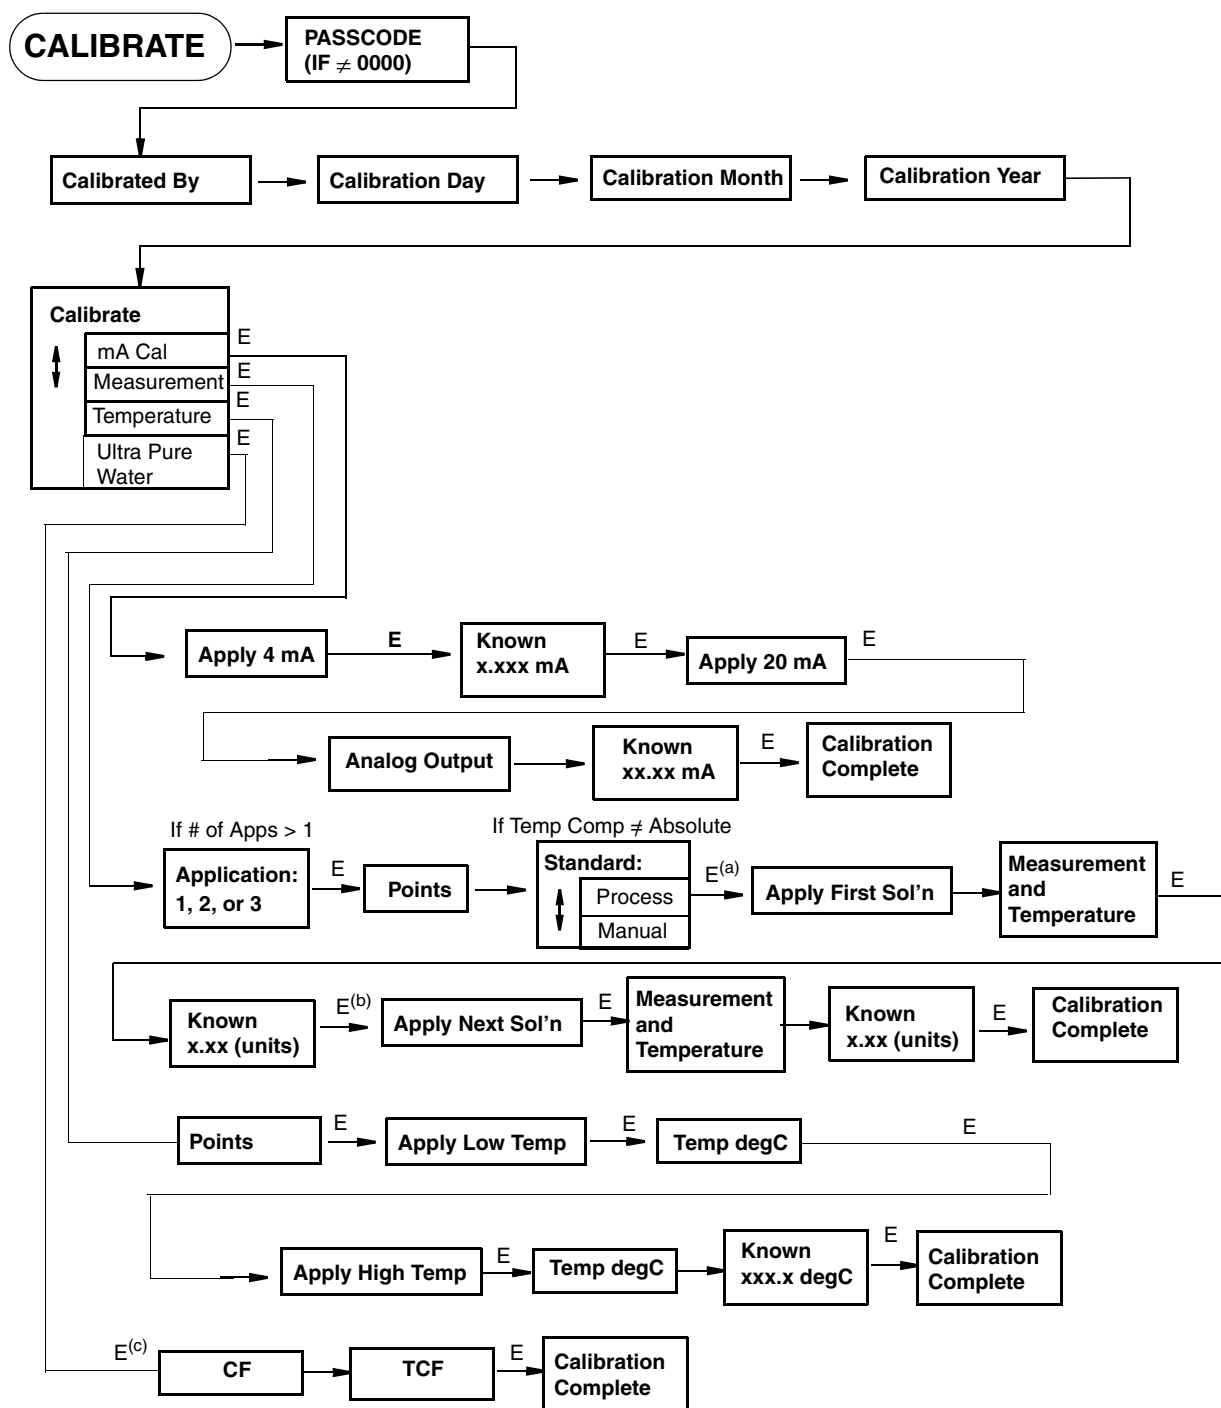 CALIBRATE
PASSCODE
(IF ≠ 0000)
Calibrated By
Calibration Day
Calibration Month
Calibration Year
Calibrate
mA Cal
E
Measurement
E
Temperature
E
Ultra Pure
Water
E
Apply 4 mA
E
Known
x.xxx mA
E
Apply 20 mA
E
Analog Output
Known
xx.xx mA
E
Calibration
Complete
If # of Apps > 1
Application:
1, 2, or 3
E
Points
If Temp Comp ≠ Absolute
Standard:
Process
Manual
E(a)
Apply First Sol'n
Measurement
and
Temperature
E
Known
x.xx (units)
E(b)
Apply Next Sol'n
E
Measurement
and
Temperature
Known
x.xx (units)
E
Calibration
Complete
Points
E
Apply Low Temp
E
Temp degC
E
Apply High Temp
E
Temp degC
Known
xxx.x degC
E
Calibration
Complete
E(c)
CF
TCF
E
Calibration
Complete